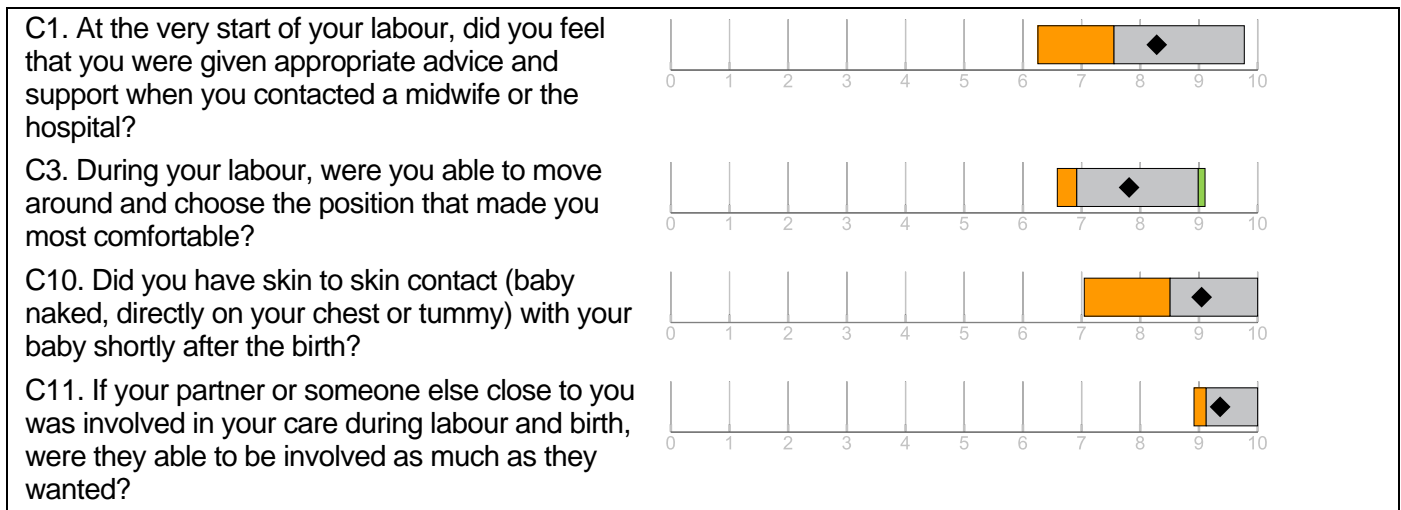 C1. At the very start of your labour, did you feel
that you were given appropriate advice and
support when you contacted a midwife or the
hospital?
0 1 2 3 4 5 6 7 8 9 10
C3. During your labour, were you able to move
around and choose the position that made you
most comfortable?
0 1 2 3 4 5 6 7 8 9 10
C10. Did you have skin to skin contact (baby
naked, directly on your chest or tummy) with your
baby shortly after the birth?
0 1 2 3 4 5 6 7 8 9 10
C11. If your partner or someone else close to you
was involved in your care during labour and birth,
were they able to be involved as much as they
wanted?
0 1 2 3 4 5 6 7 8 9 10